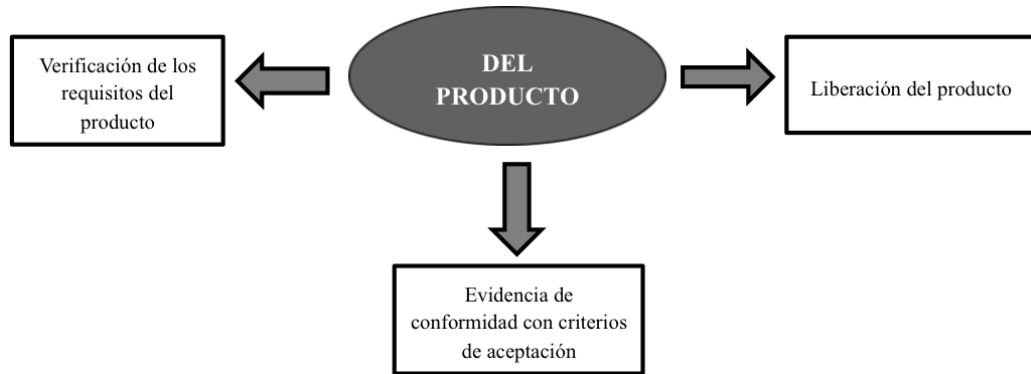 Verificación de los
requisitos del
producto
DEL
PRODUCTO
Liberación del producto
Evidencia de
conformidad con criterios
de aceptación